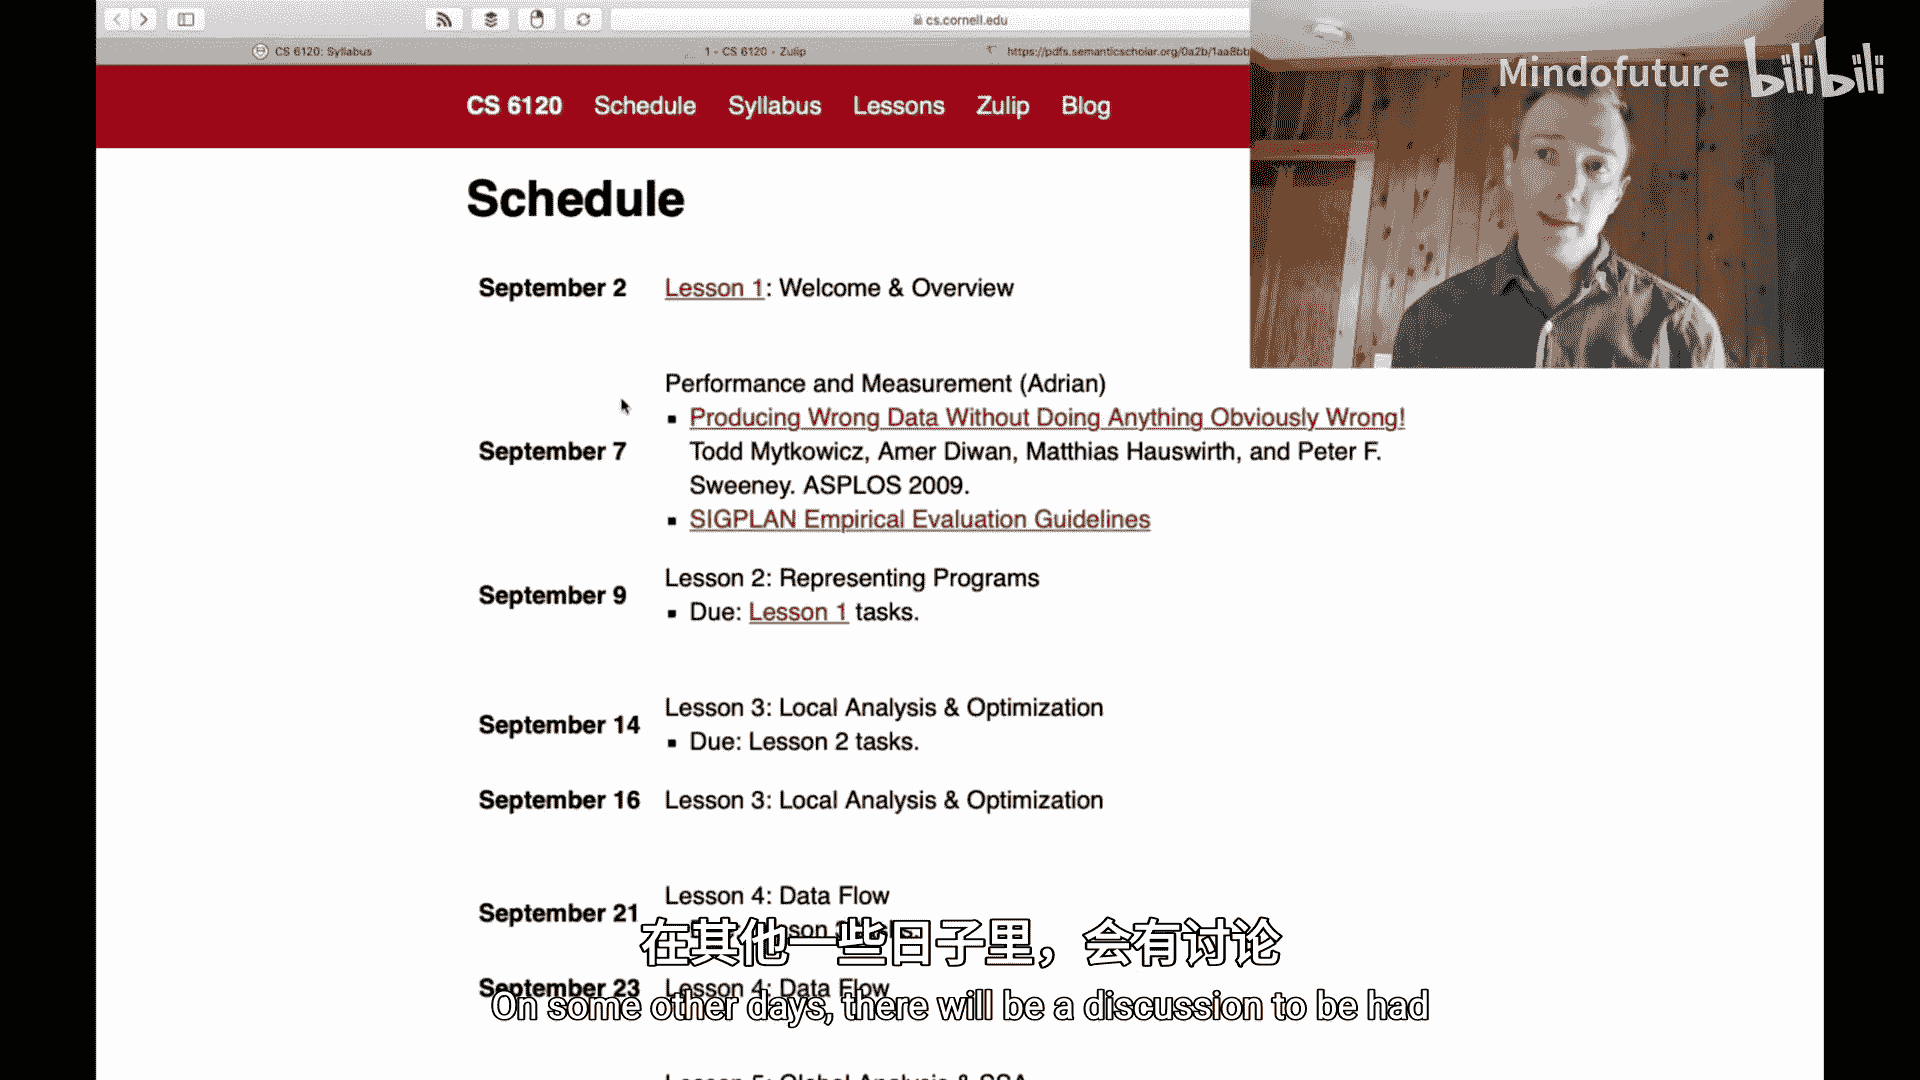 cs.cornell.edu
CS 6120: Syllabus
1 - CS 6120 - Zulip
https://pdfs.semanticscholar.org/0a2b/1aa8bb
Mindofuture bilibili
CS 6120 Schedule Syllabus Lessons Zulip Blog
Schedule
September 2 Lesson 1: Welcome & Overview
Performance and Measurement (Adrian)
▪ Producing Wrong Data Without Doing Anything Obviously Wrong!
September 7 Todd Mytkowicz, Amer Diwan, Matthias Hauswirth, and Peter F.
Sweeney. ASPLOS 2009.
▪ SIGPLAN Empirical Evaluation Guidelines
Lesson 2: Representing Programs
September 9
▪ Due: Lesson 1 tasks.
Lesson 3: Local Analysis & Optimization
September 14
▪ Due: Lesson 2 tasks.
September 16 Lesson 3: Local Analysis & Optimization
Lesson 4: Data Flow
September 21
在其他一些日子里，会有讨论
September 23 Lesson 4: Data Flow
On some other days, there will be a discussion to be had